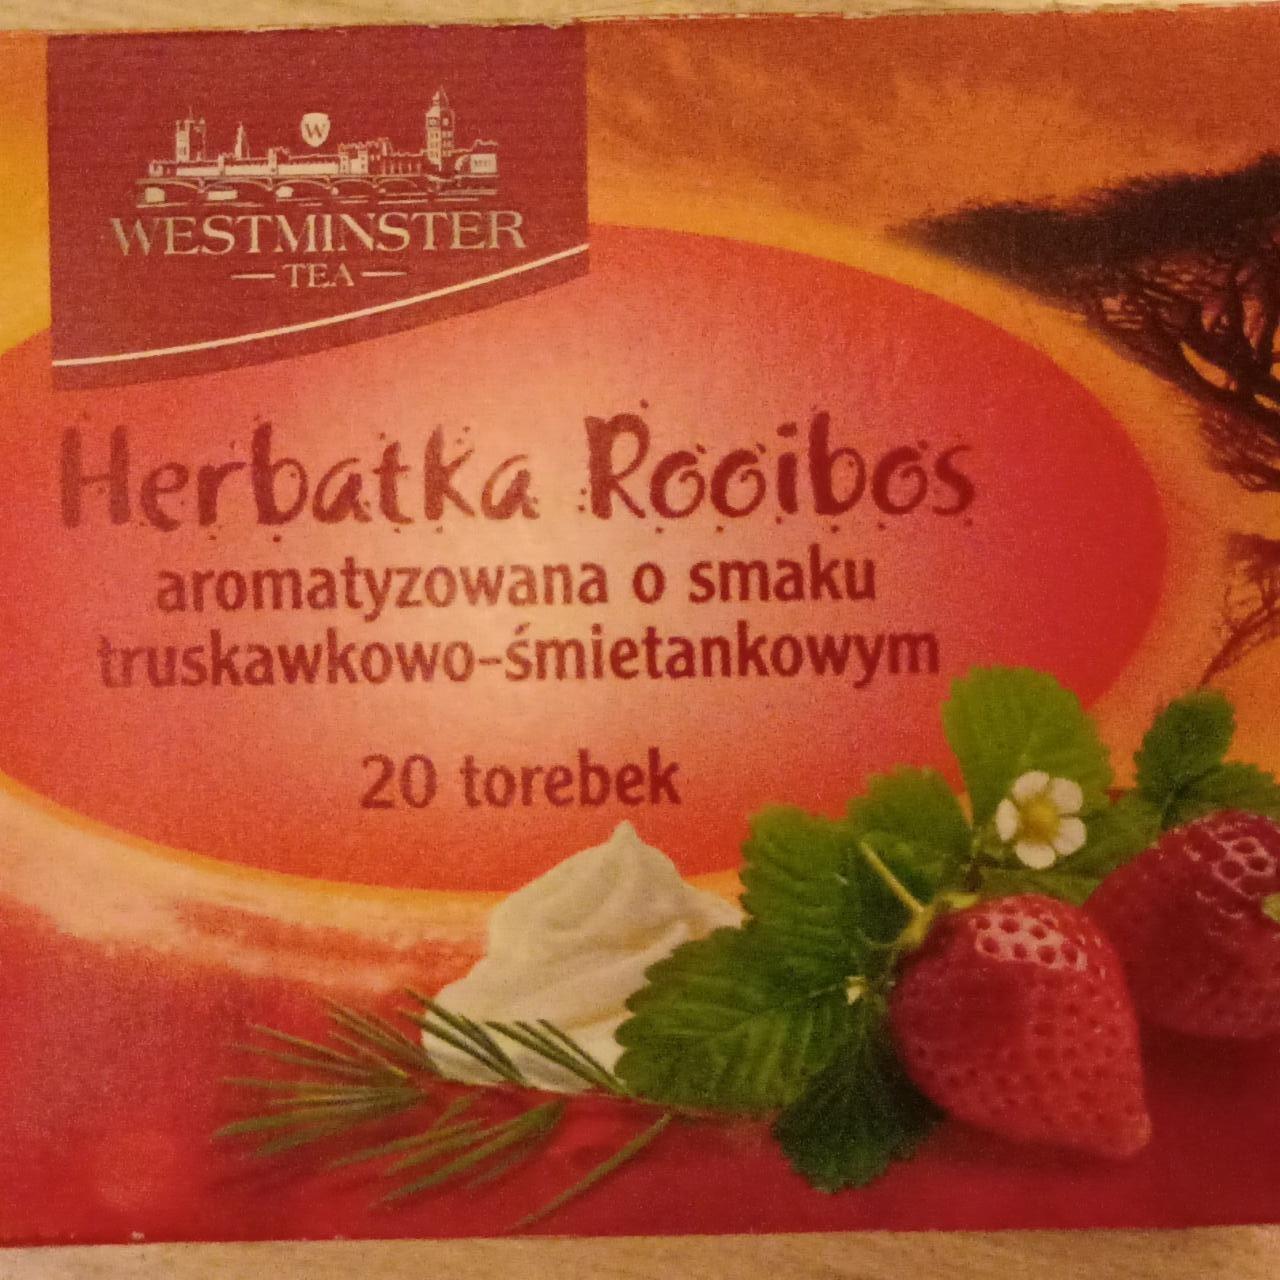 W
WESTMINSTER
TEA
Herbatka Rooibos
aromatyzowana o smaku
truskawkowo-śmietankowym
20 torebek